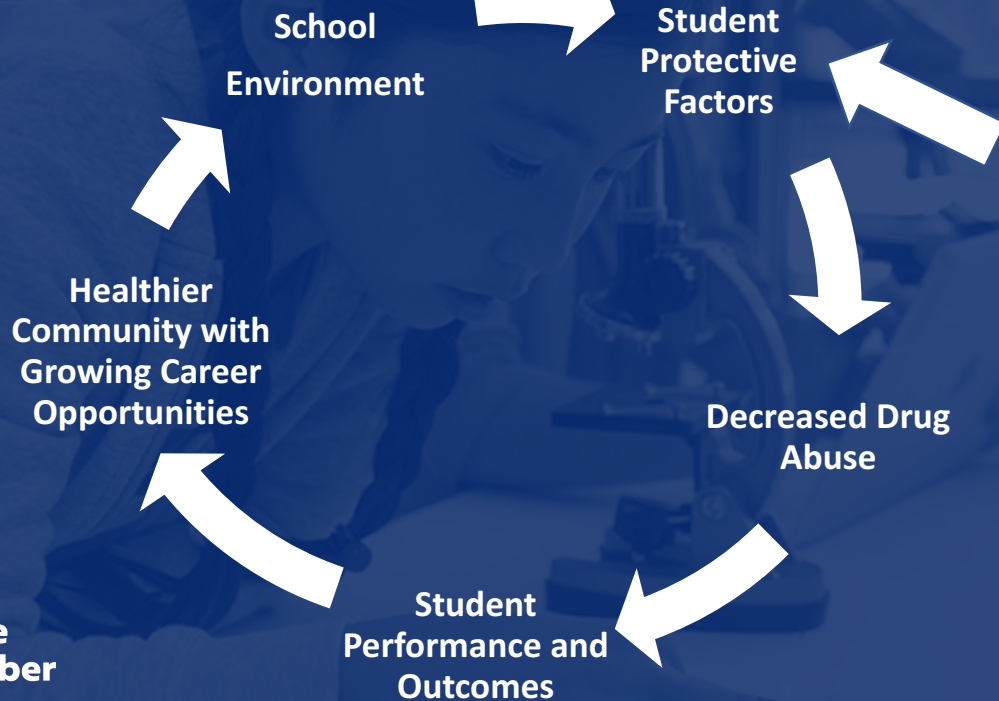 School
Environment
Student
Protective
Factors
Healthier
Community with
Growing Career
Opportunities
Decreased Drug
Abuse
Student
Performance and
Outcomes